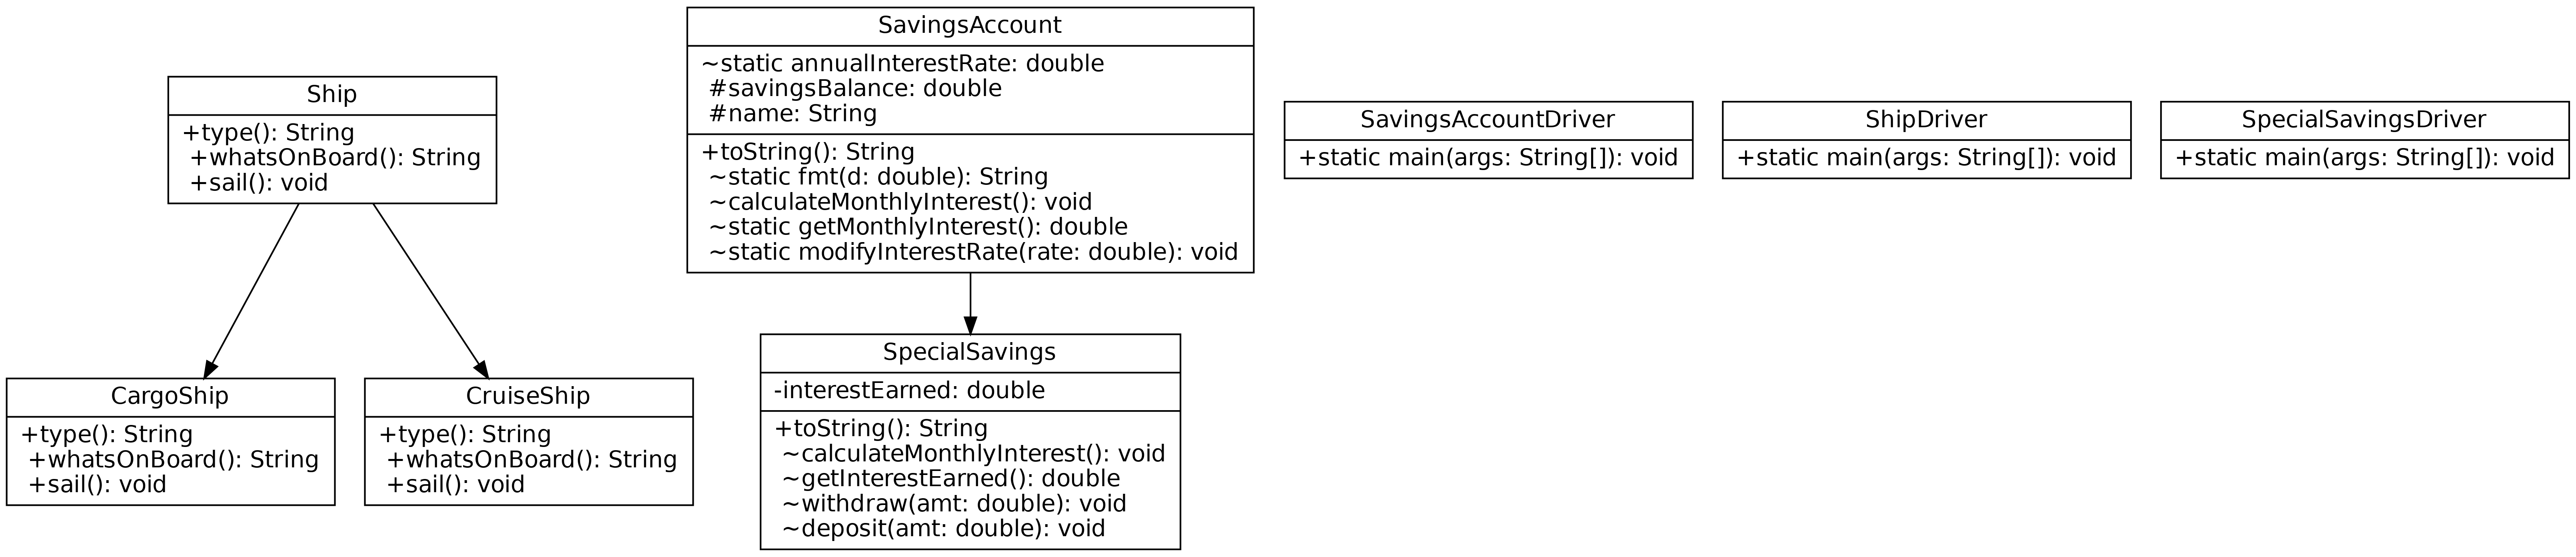 Ship
+type(): String
+whatsOnBoard(): String
+sail(): void
CargoShip
+type(): String
+whatsOnBoard(): String
+sail(): void
CruiseShip
+type(): String
+whatsOnBoard(): String
+sail(): void
SavingsAccount
~static annualInterestRate: double
#savingsBalance: double
#name: String
+toString(): String
~static fmt(d: double): String
~calculateMonthlyInterest(): void
~static getMonthlyInterest(): double
~static modifyInterestRate(rate: double): void
SpecialSavings
-interestEarned: double
+toString(): String
~calculateMonthlyInterest(): void
~getInterestEarned(): double
~withdraw(amt: double): void
~deposit(amt: double): void
SavingsAccountDriver
+static main(args: String[]): void
ShipDriver
+static main(args: String[]): void
SpecialSavingsDriver
+static main(args: String[]): void